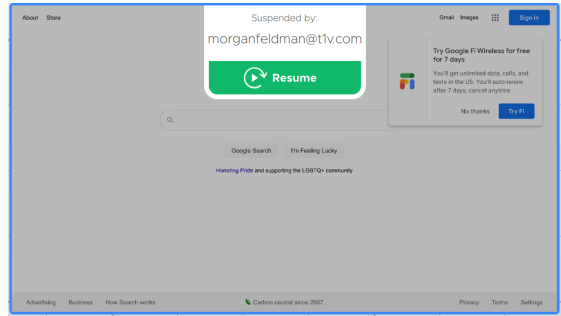 About Store
Suspended by:
morganfeldman@t1v.com
Resume
Gmail Images
Sign in
Try Google Fi Wireless for free
for 7 days
You'll get unlimited data, calls, and
texts in the US. You'll auto-renew
after 7 days, cancel anytime
No thanks
Try Fi
Google Search
I'm Feeling Lucky
Honoring Pride and supporting the LGBTQ+ community
Advertising Business How Search works
Carbon neutral since 2007
Privacy Terms Settings